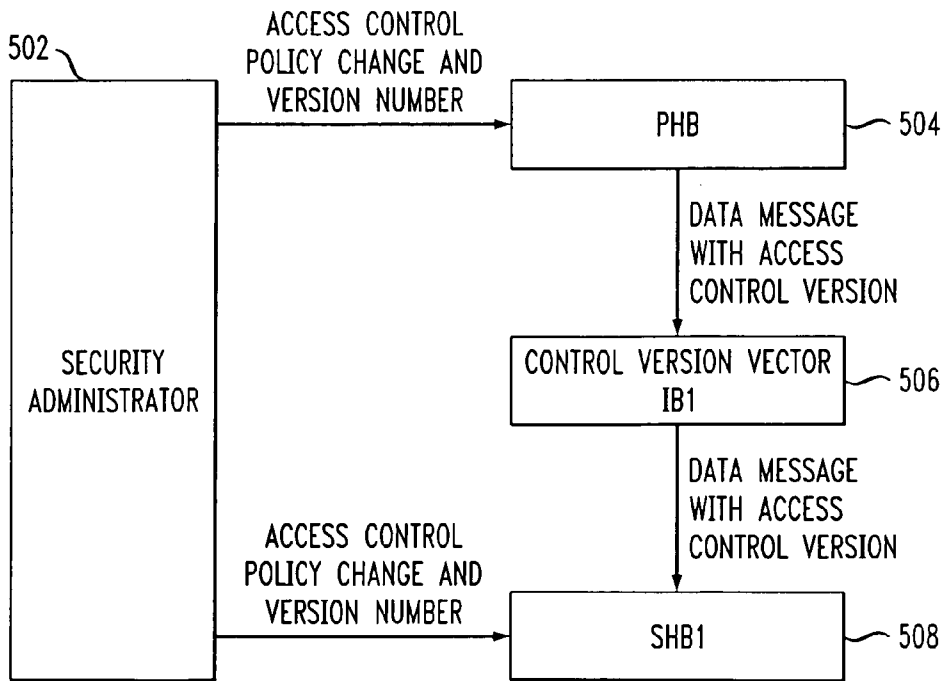 502
ACCESS CONTROL
POLICY CHANGE AND
VERSION NUMBER
PHB
504
DATA MESSAGE
WITH ACCESS
CONTROL VERSION
SECURITY
ADMINISTRATOR
CONTROL VERSION VECTOR
IB1
506
DATA MESSAGE
WITH ACCESS
CONTROL VERSION
ACCESS CONTROL
POLICY CHANGE AND
VERSION NUMBER
SHB1
508